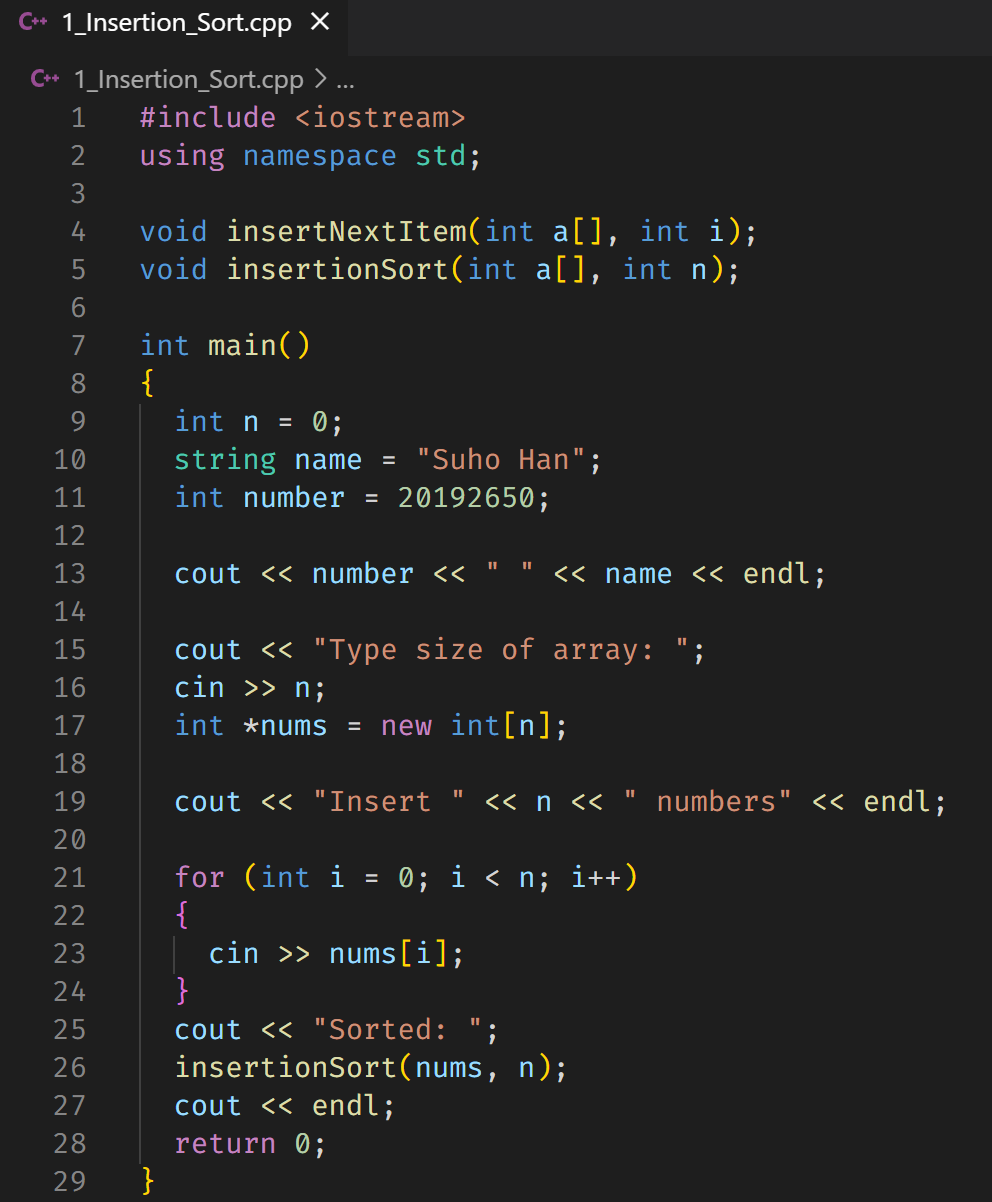 C++ 1_Insertion_Sort.cpp ×
C++ 1_Insertion_Sort.cpp > ...
1 #include <iostream>
2 using namespace std;
3
4 void insertNextItem(int a[], int i);
5 void insertionSort(int a[], int n);
6
7 int main()
8 {
9   int n = 0;
10   string name = "Suho Han";
11   int number = 20192650;
12
13   cout << number << " " << name << endl;
14
15   cout << "Type size of array: ";
16   cin >> n;
17   int *nums = new int[n];
18
19   cout << "Insert " << n << " numbers" << endl;
20
21   for (int i = 0; i < n; i++)
22   {
23     cin >> nums[i];
24   }
25   cout << "Sorted: ";
26   insertionSort(nums, n);
27   cout << endl;
28   return 0;
29 }